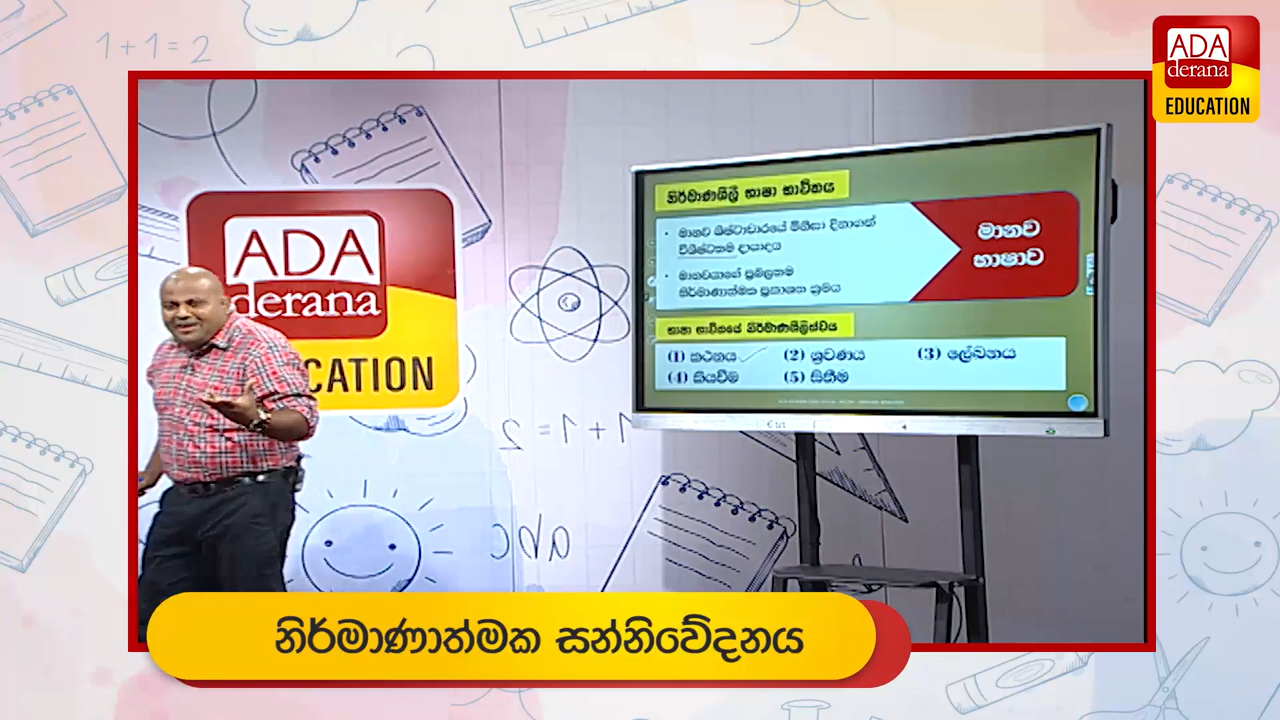 1+1=2
ADA
derana
EDUCATION
ADA
derana
CATION
නිර්මාණශීලී භාෂා භාවිතය
• මානව ශිෂ්ටාචාරයේ මිනිසා දිනාගත්
විශිෂ්ටතම දායාදය
• මානවයාගේ ප්‍රබලතම
නිර්මාණාත්මක ප්‍රකාශන ක්‍රමය
මානව
භාෂාව
භාෂා භාවිතයේ නිර්මාණශීලිත්වය
(1) කථනය (2) ශ්‍රවණය (3) ලේඛනය
(4) කියවීම (5) සිතීම
1+1=2
abc
නිර්මාණාත්මක සන්නිවේදනය